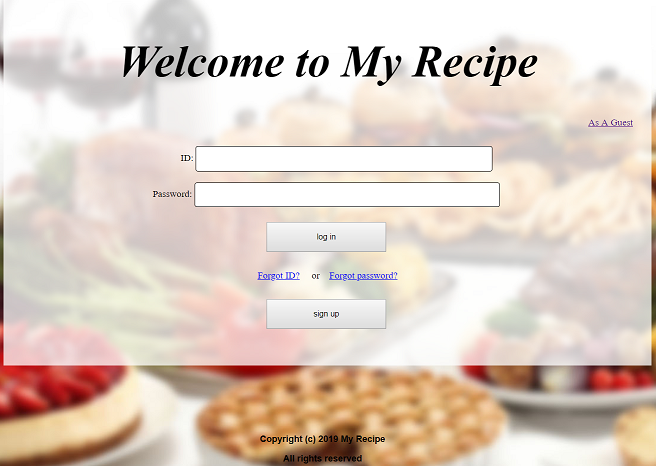 Welcome to My Recipe
As A Guest
ID:
Password:
log in
Forgot ID? or Forgot password?
sign up
Copyright (c) 2019 My Recipe
All rights reserved